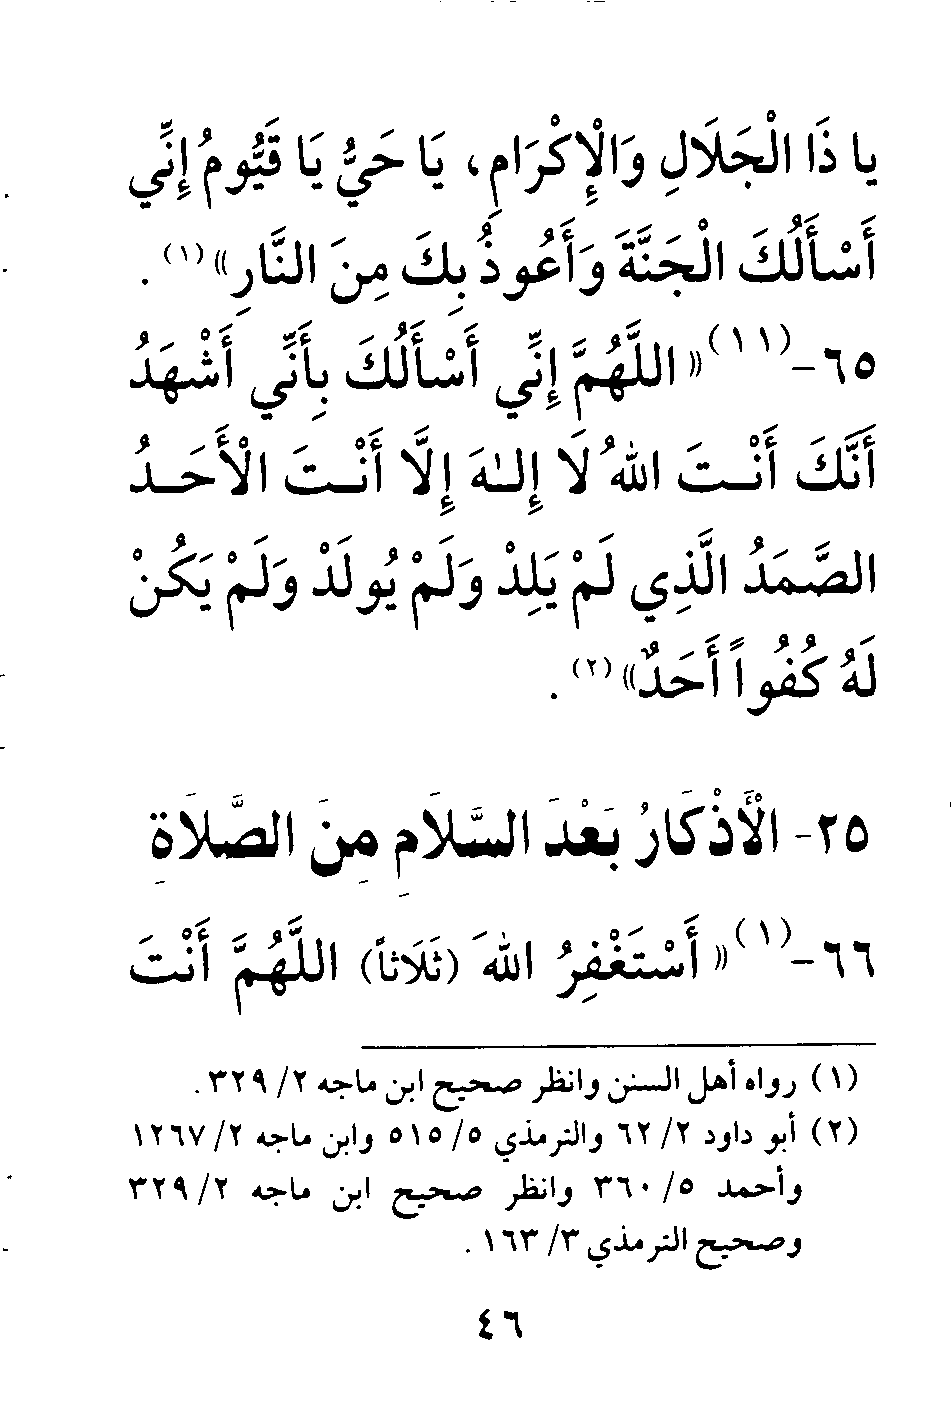 يا ذَا الْجَلَالِ وَالْإِكْرَامِ، يَا حَيُّ يَا قَيُّومُ إِنِّي
أَسْأَلُكَ الْجَنَّةَ وَأَعُوذُ بِكَ مِنَ النَّارِ»(١).
٦٥-(١١)«اللَّهُمَّ إِنِّي أَسْأَلُكَ بِأَنِّي أَشْهَدُ
أَنَّكَ أَنْتَ اللهُ لَا إِلَـٰهَ إِلَّا أَنْتَ الْأَحَدُ
الصَّمَدُ الَّذِي لَمْ يَلِدْ وَلَمْ يُولَدْ وَلَمْ يَكُنْ
لَهُ كُفُواً أَحَدٌ»(٢).
٢٥- الْأَذْكَارُ بَعْدَ السَّلَامِ مِنَ الصَّلَاةِ
٦٦-(١)«أَسْتَغْفِرُ اللهَ (ثَلَاثاً) اللَّهُمَّ أَنْتَ
(١) رواه أهل السنن وانظر صحيح ابن ماجه ٢/ ٣٢٩.
(٢) أبو داود ٢/ ٦٢ والترمذي ٥/ ٥١٥ وابن ماجه ٢/ ١٢٦٧
وأحمد ٥/ ٣٦٠ وانظر صحيح ابن ماجه ٢/ ٣٢٩
وصحيح الترمذي ٣/ ١٦٣.
٤٦